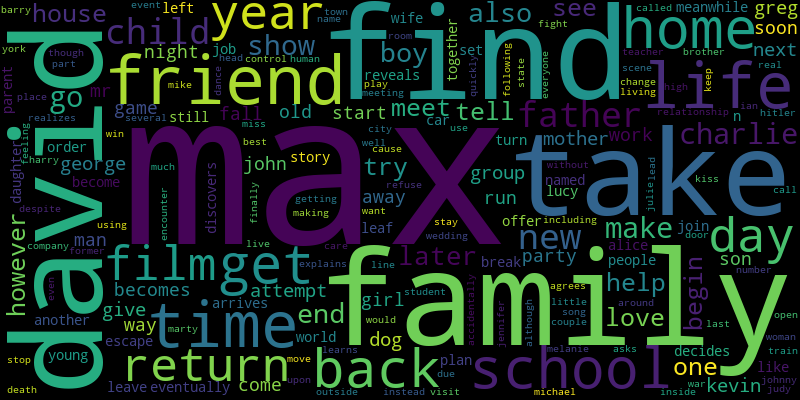 barry
house
event
left
year
find
also
see
greg
child
town
name
wife
called
meanwhile
soon
york
though
part
night
job
show
boy
friend
set
fight
home
teacher
brother
next
parent
go
mr
mike
head
control
human
reveals
together
room
quickly
following
state
everyone
change
living
scene
keep
life
real
david
place
realizes
several
game
still
dance
fall
old
play
meeting
start
meet
tell
father
relationship
high
ian
hitler
n
charlie
feeling
win
miss
city
car
use
max
take
harry
order
george
much
best
story
well
cause
john
try
group
turn
mother
work
without
daughter
become
discovers
finally
getting
refuse
away
run
named
lucy
kiss
call
julie
lead
despite
using
encounter
making
want
leaf
stay
offer
including
make
join
day
however
man
company
former
live
wedding
new
party
alice
door
people
son
film
get
care
later
break
begin
even
becomes
explains
line
agrees
help
number
attempt
girl
student
family
little
around
give
arrives
end
song
love
last
open
another
way
time
world
would
dog
couple
woman
young
escape
marty
learns
accidentally
jennifer
although
melanie
asks
decides
train
stop
return
move
back
plan
school
one
like
death
leave
eventually
come
upon
outside
due
instead
visit
michael
inside
war
kevin
johnny
judy